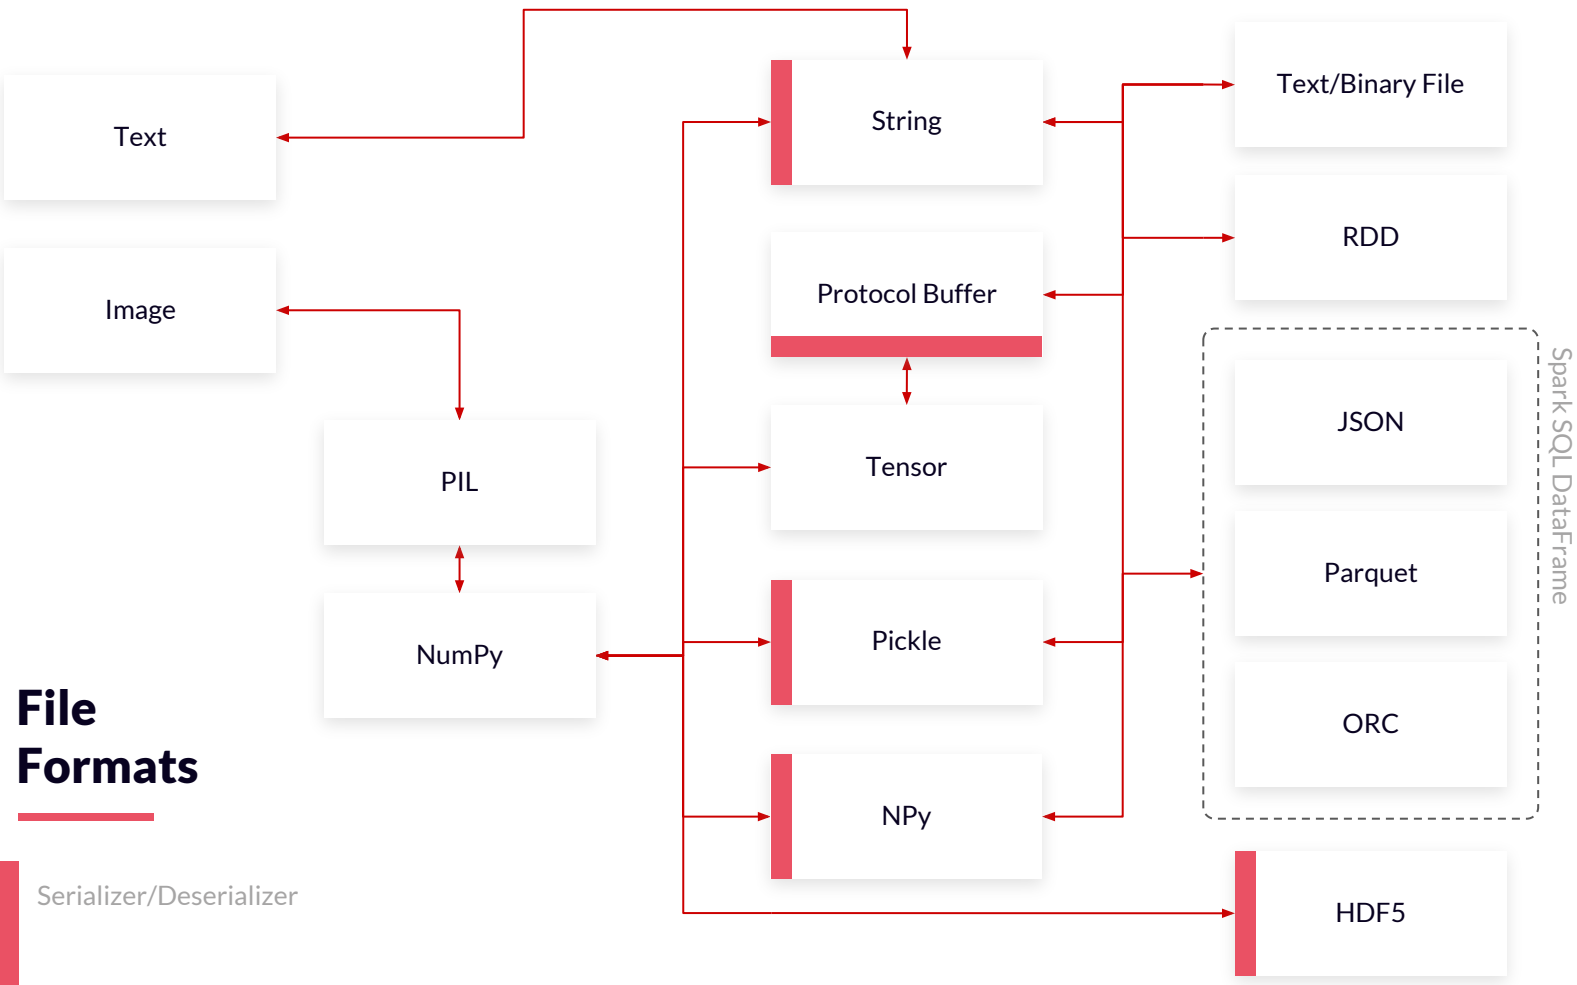 Text
Image
PIL
NumPy
String
Protocol Buffer
Tensor
Pickle
NPy
Text/Binary File
RDD
JSON
Parquet
ORC
Spark SQL DataFrame
HDF5
File
Formats
Serializer/Deserializer